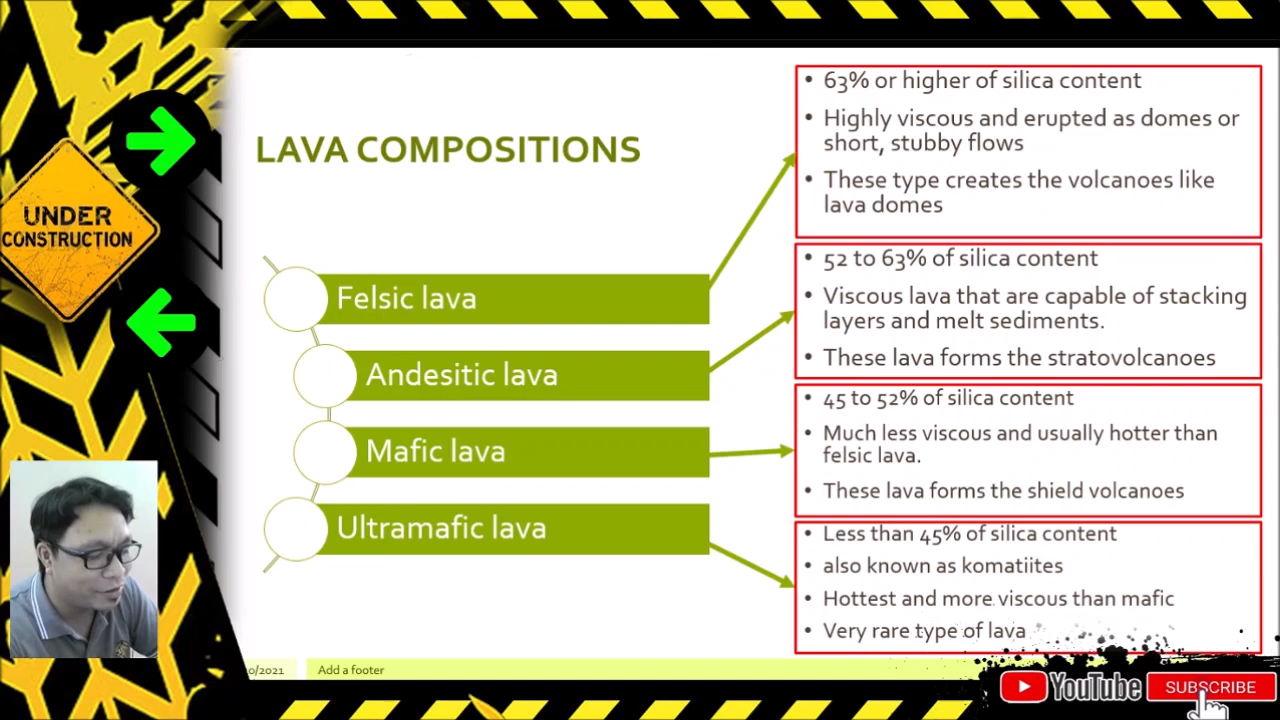 UNDER
CONSTRUCTION
LAVA COMPOSITIONS
Felsic lava
Andesitic lava
Mafic lava
Ultramafic lava
• 63% or higher of silica content
• Highly viscous and erupted as domes or
short, stubby flows
• These type creates the volcanoes like
lava domes
• 52 to 63% of silica content
• Viscous lava that are capable of stacking
layers and melt sediments.
• These lava forms the stratovolcanoes
• 45 to 52% of silica content
• Much less viscous and usually hotter than
felsic lava.
• These lava forms the shield volcanoes
• Less than 45% of silica content
• also known as komatiites
• Hottest and more viscous than mafic
• Very rare type of lava
0/2021
Add a footer
YouTube
SUBSCRIBE